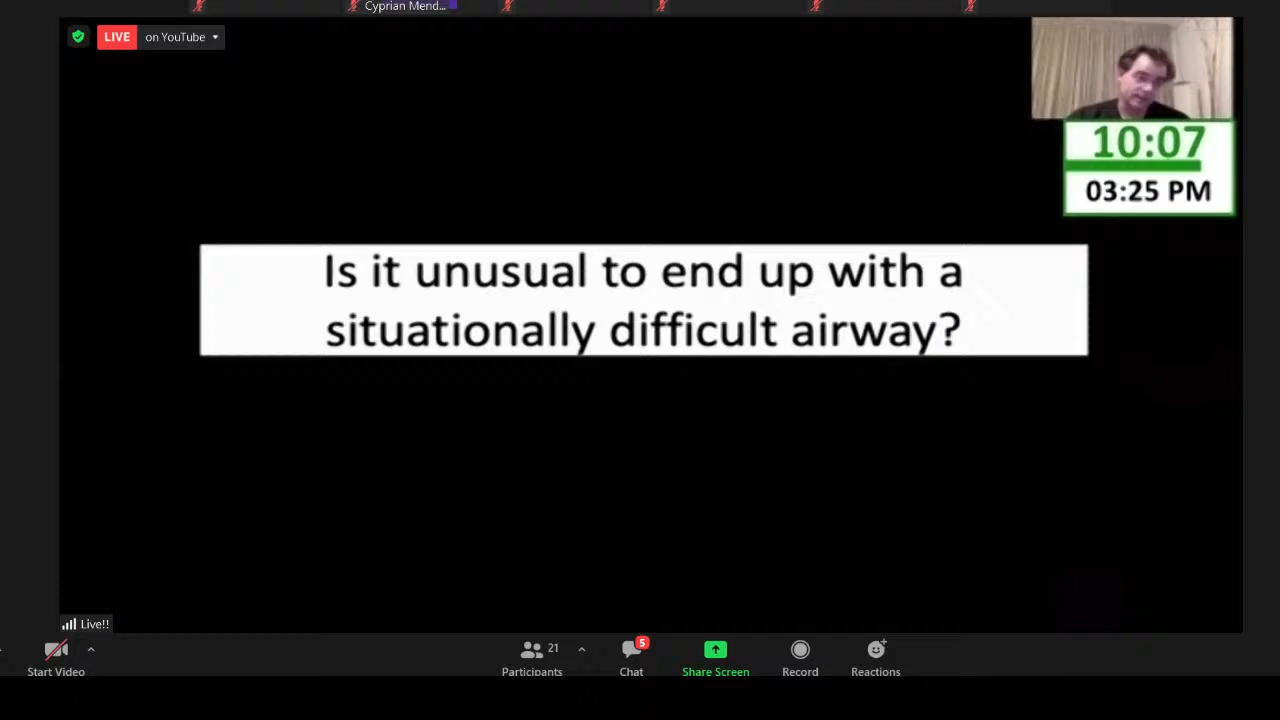 Cyprian Mend...
LIVE on YouTube
10:07
03:25 PM
Is it unusual to end up with a
situationally difficult airway?
Live!!
Start Video
21
Participants
5
Chat
Share Screen
Record
Reactions